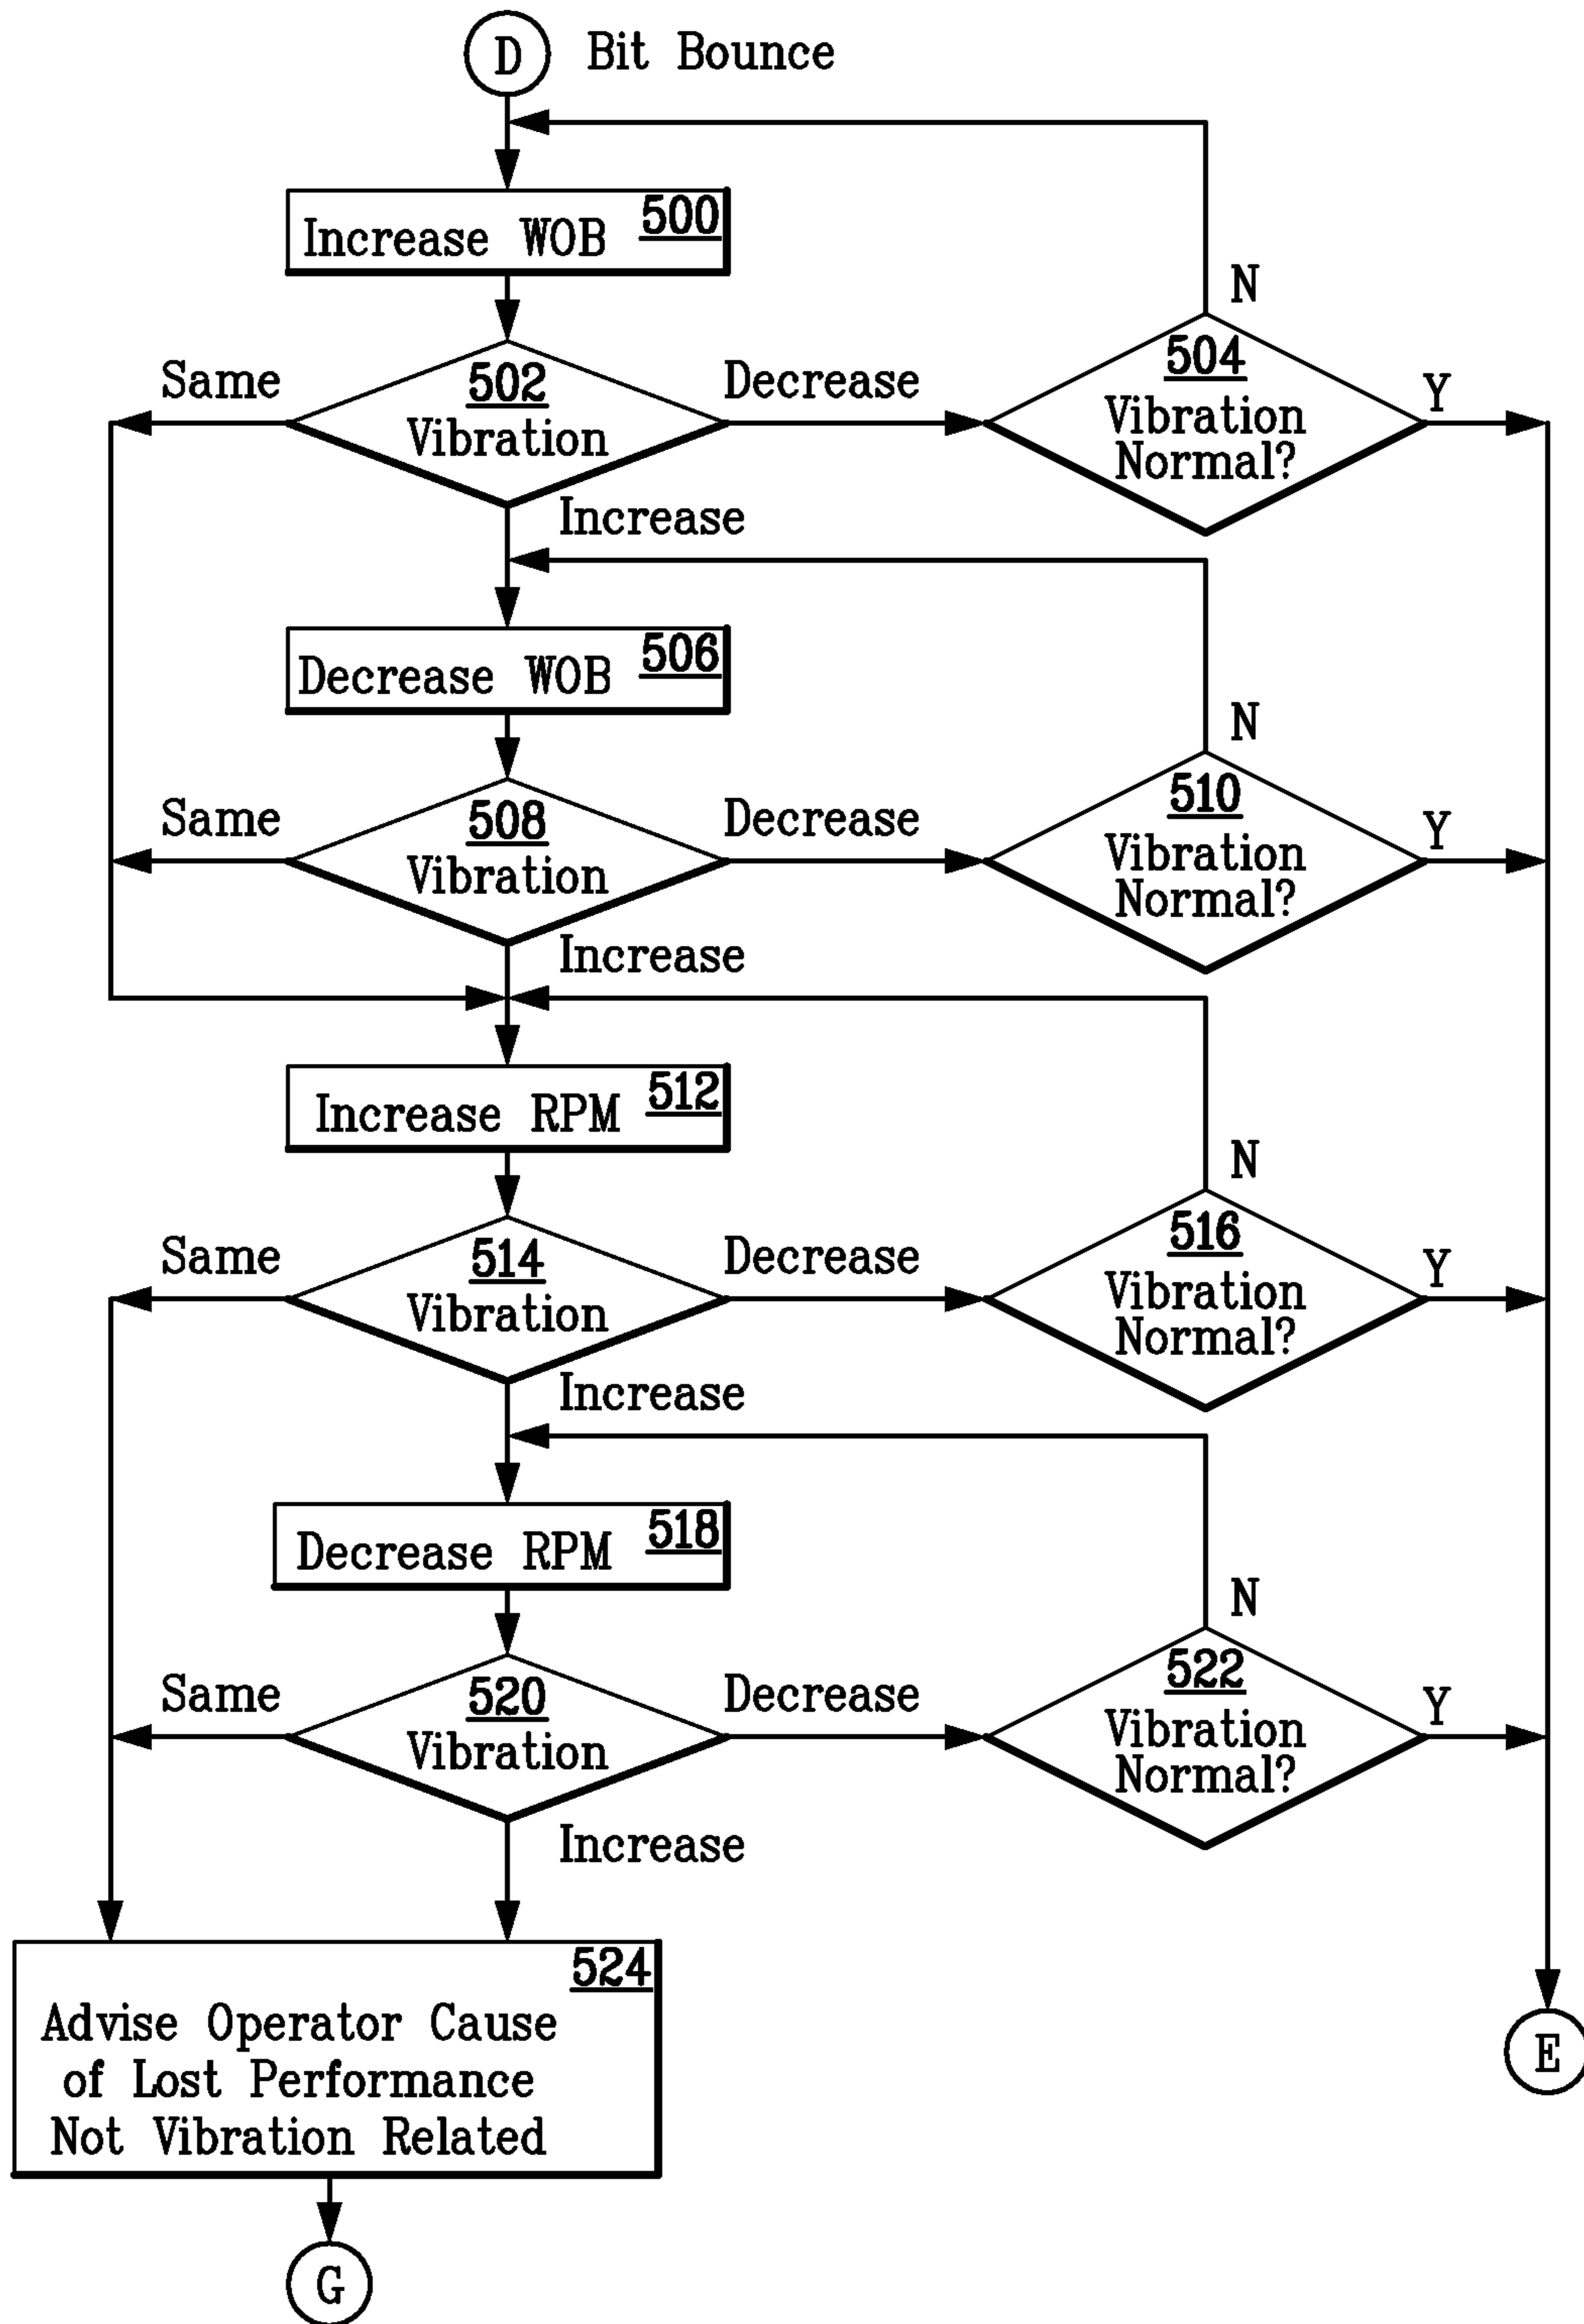 D Bit Bounce
Increase WOB 500
N
Same
502
Vibration
Decrease
504
Vibration
Normal?
Y
Increase
Decrease WOB 506
N
Same
508
Vibration
Decrease
510
Vibration
Normal?
Y
Increase
Increase RPM 512
N
Same
514
Vibration
Decrease
516
Vibration
Normal?
Y
Increase
Decrease RPM 518
N
Same
520
Vibration
Decrease
522
Vibration
Normal?
Y
Increase
524
Advise Operator Cause
of Lost Performance
Not Vibration Related
E
G